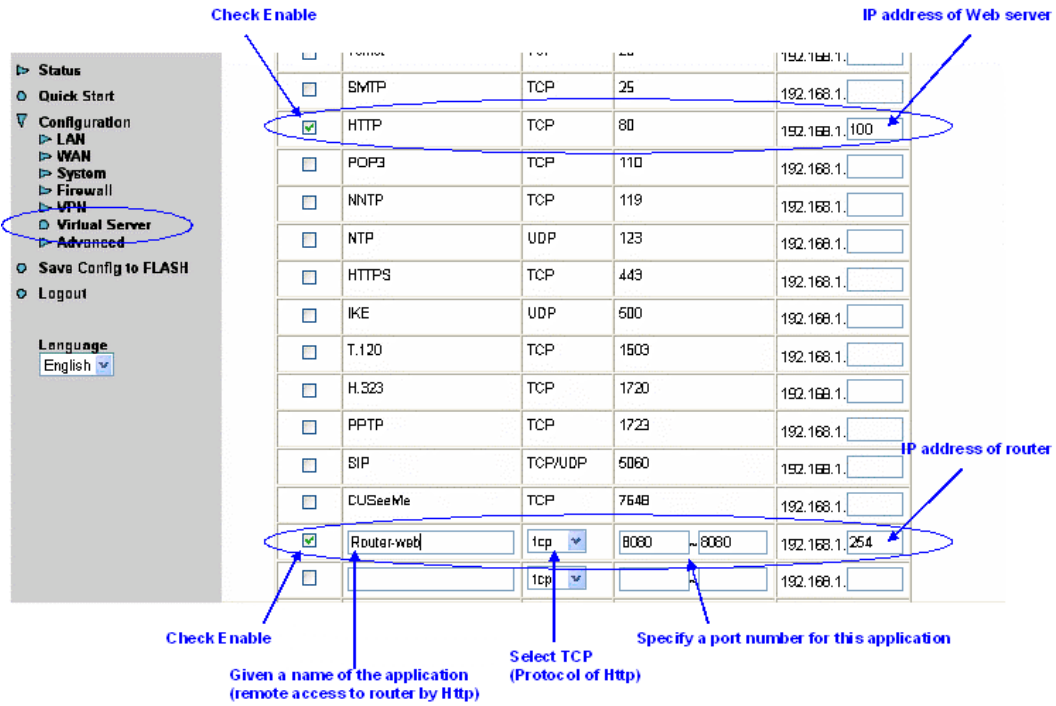 Check Enable
IP address of Web server
Status
Quick Start
Configuration
LAN
WAN
System
Firewall
VPN
Virtual Server
Advanced
Save Config to FLASH
Logout
Language
English
192.168.1.
SMTP TCP 25 192.168.1.
HTTP TCP 80 192.168.1. 100
POP3 TCP 110 192.168.1.
NNTP TCP 119 192.168.1.
NTP UDP 123 192.168.1.
HTTPS TCP 443 192.168.1.
IKE UDP 500 192.168.1.
T.120 TCP 1503 192.168.1.
H.323 TCP 1720 192.168.1.
PPTP TCP 1723 192.168.1.
IP address of router
SIP TCP/UDP 5060 192.168.1.
CUSeeMe TCP 7648 192.168.1.
Router-web tcp 8080 ~ 8080 192.168.1. 254
tcp ~ 192.168.1.
Check Enable
Specify a port number for this application
Select TCP
(Protocol of Http)
Given a name of the application
(remote access to router by Http)